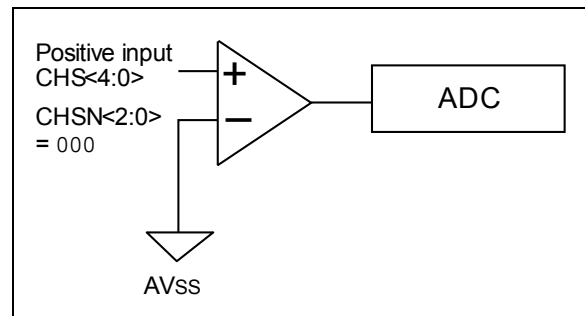 Positive input
CHS<4:0>
CHSN<2:0>
= 000
+
−
ADC
AVSS